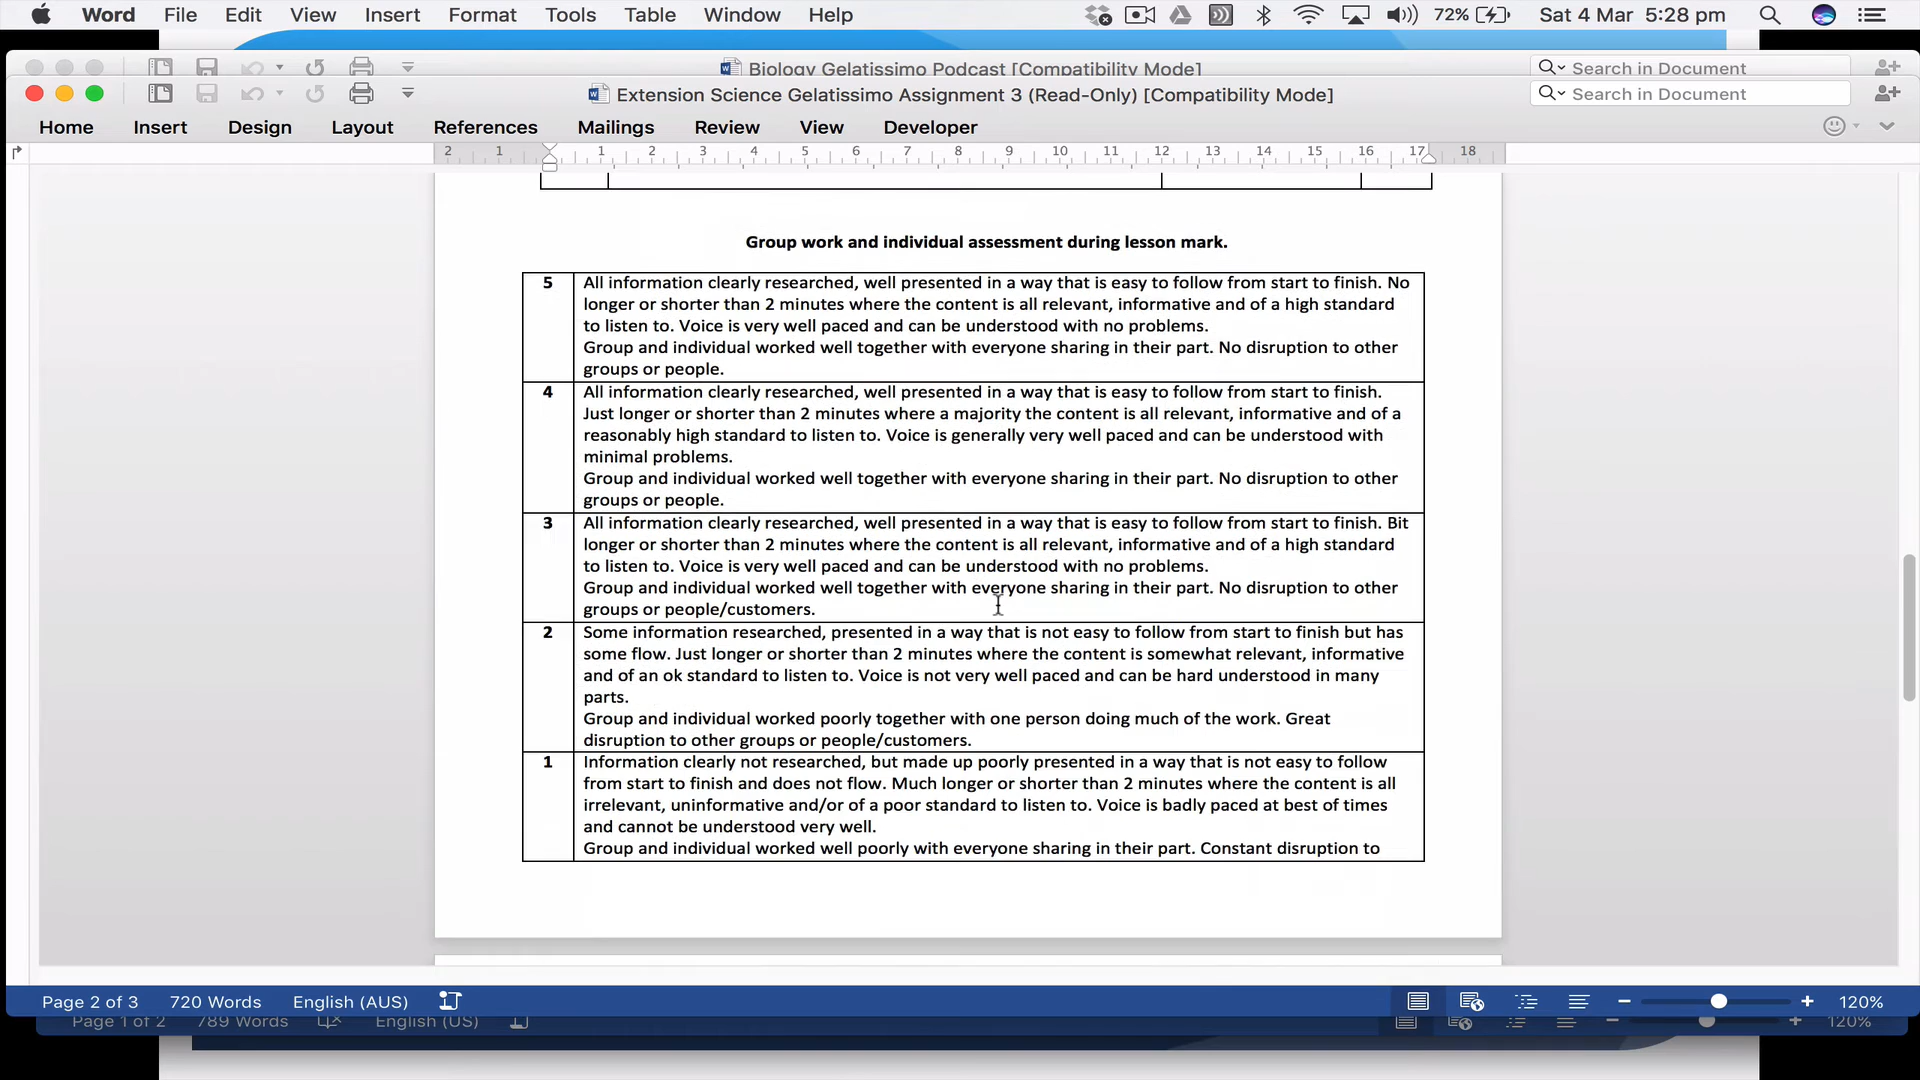 Word File Edit View Insert Format Tools Table Window Help 72% Sat 4 Mar 5:28 pm
Biology Gelatissimo Podcast [Compatibility Mode] Search in Document
Extension Science Gelatissimo Assignment 3 (Read-Only) [Compatibility Mode] Search in Document
Home Insert Design Layout References Mailings Review View Developer
2 1 1 2 3 4 5 6 7 8 9 10 11 12 13 14 15 16 17 18
Group work and individual assessment during lesson mark.
5 All information clearly researched, well presented in a way that is easy to follow from start to finish. No
longer or shorter than 2 minutes where the content is all relevant, informative and of a high standard
to listen to. Voice is very well paced and can be understood with no problems.
Group and individual worked well together with everyone sharing in their part. No disruption to other
groups or people.
4 All information clearly researched, well presented in a way that is easy to follow from start to finish.
Just longer or shorter than 2 minutes where a majority the content is all relevant, informative and of a
reasonably high standard to listen to. Voice is generally very well paced and can be understood with
minimal problems.
Group and individual worked well together with everyone sharing in their part. No disruption to other
groups or people.
3 All information clearly researched, well presented in a way that is easy to follow from start to finish. Bit
longer or shorter than 2 minutes where the content is all relevant, informative and of a high standard
to listen to. Voice is very well paced and can be understood with no problems.
Group and individual worked well together with everyone sharing in their part. No disruption to other
groups or people/customers.
2 Some information researched, presented in a way that is not easy to follow from start to finish but has
some flow. Just longer or shorter than 2 minutes where the content is somewhat relevant, informative
and of an ok standard to listen to. Voice is not very well paced and can be hard understood in many
parts.
Group and individual worked poorly together with one person doing much of the work. Great
disruption to other groups or people/customers.
1 Information clearly not researched, but made up poorly presented in a way that is not easy to follow
from start to finish and does not flow. Much longer or shorter than 2 minutes where the content is all
irrelevant, uninformative and/or of a poor standard to listen to. Voice is badly paced at best of times
and cannot be understood very well.
Group and individual worked well poorly with everyone sharing in their part. Constant disruption to
Page 2 of 3 720 Words English (AUS) 120%
Page 1 of 2 789 Words English (US) 120%